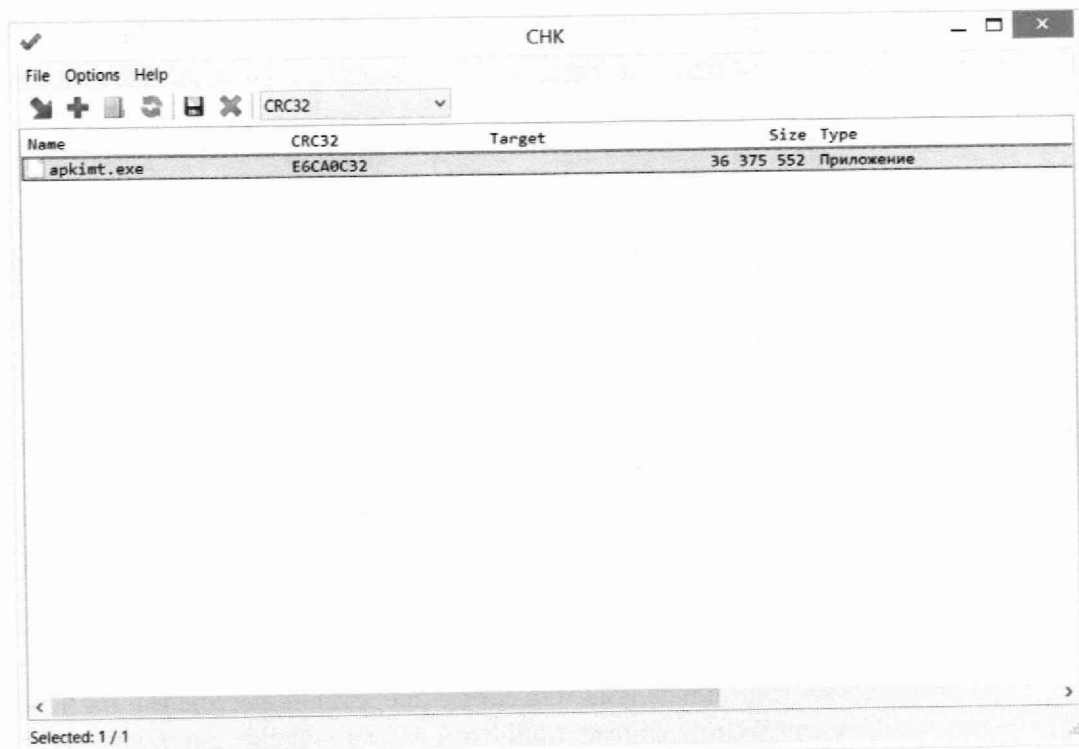 CHK
File Options Help
CRC32
Name CRC32 Target Size Type
apkimt.exe E6CA0C32 36 375 552 Приложение
Selected: 1 / 1